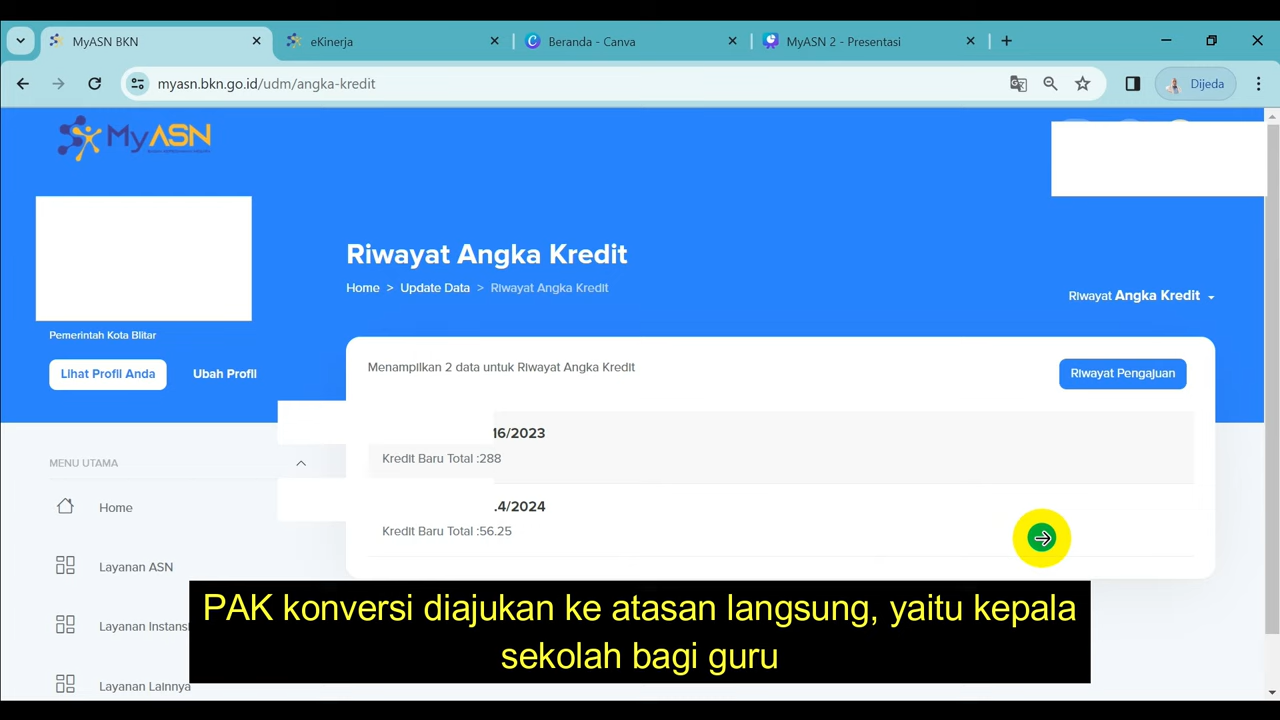 MyASN BKN
eKinerja
Beranda - Canva
MyASN 2 - Presentasi
myasn.bkn.go.id/udm/angka-kredit
Dijeda
MyASN
Riwayat Angka Kredit
Home > Update Data > Riwayat Angka Kredit
Riwayat Angka Kredit
Pemerintah Kota Blitar
Lihat Profil Anda
Ubah Profil
Menampilkan 2 data untuk Riwayat Angka Kredit
Riwayat Pengajuan
16/2023
Kredit Baru Total :288
.4/2024
Kredit Baru Total :56.25
MENU UTAMA
Home
Layanan ASN
Layanan Instansi
Layanan Lainnya
PAK konversi diajukan ke atasan langsung, yaitu kepala
sekolah bagi guru